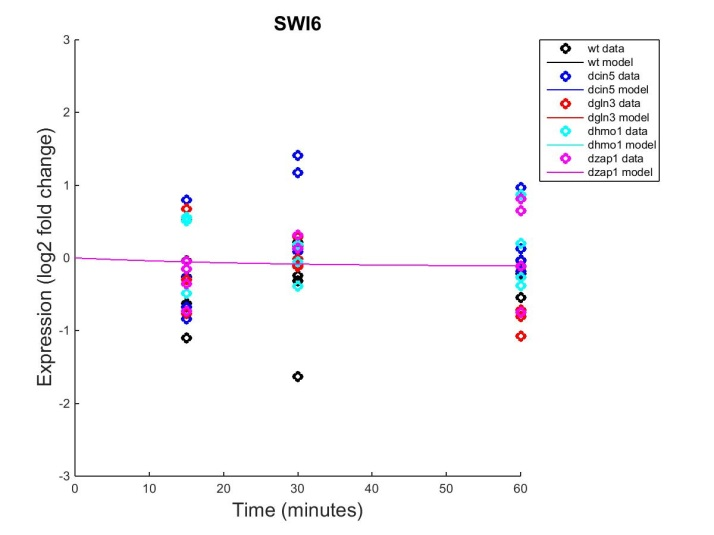 SWI6
3
2
1
0
-1
-2
-3
0 10 20 30 40 50 60
Expression (log2 fold change)
Time (minutes)
wt data
wt model
dcin5 data
dcin5 model
dgln3 data
dgln3 model
dhmo1 data
dhmo1 model
dzap1 data
dzap1 model